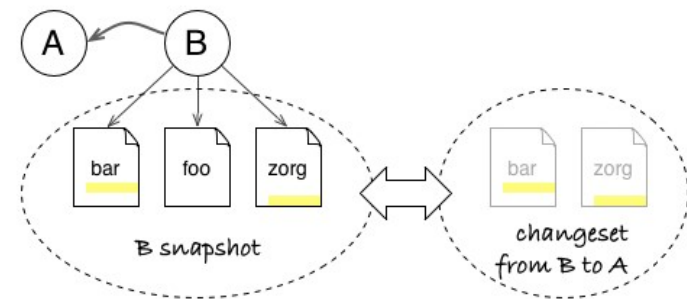 A B
bar foo zorg bar zorg
B snapshot
changeset
from B to A